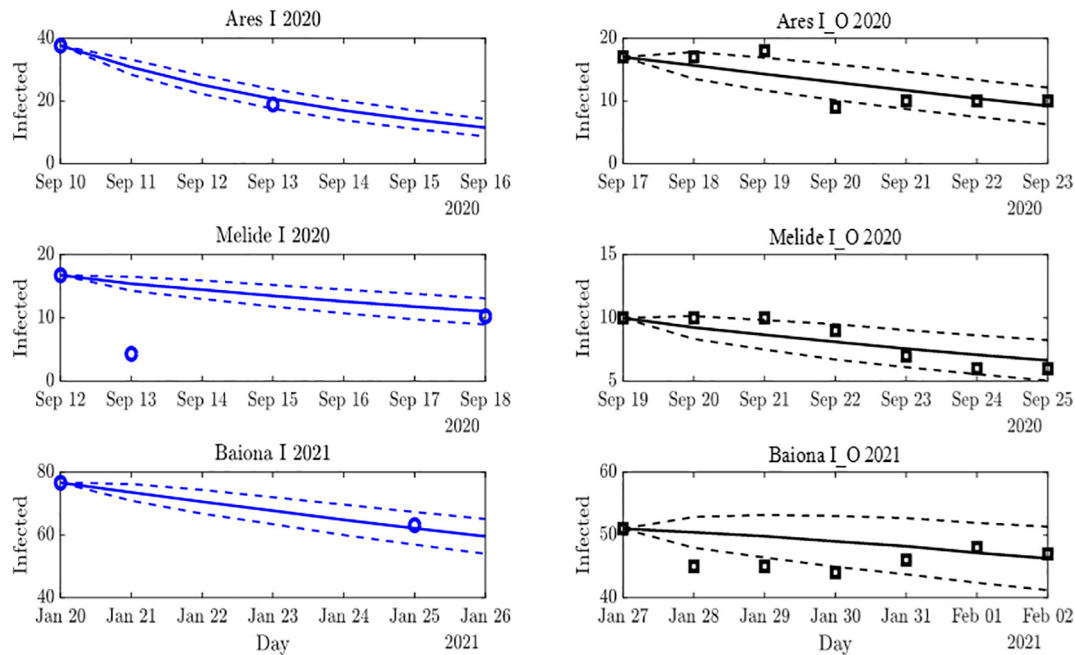 Ares I 2020
Infected
40
20
0
Sep 10 Sep 11 Sep 12 Sep 13 Sep 14 Sep 15 Sep 16
2020
Ares I_O 2020
Infected
20
10
0
Sep 17 Sep 18 Sep 19 Sep 20 Sep 21 Sep 22 Sep 23
2020
Melide I 2020
Infected
20
10
0
Sep 12 Sep 13 Sep 14 Sep 15 Sep 16 Sep 17 Sep 18
2020
Melide I_O 2020
Infected
15
10
5
Sep 19 Sep 20 Sep 21 Sep 22 Sep 23 Sep 24 Sep 25
2020
Baiona I 2021
Infected
80
60
40
Jan 20 Jan 21 Jan 22 Jan 23 Jan 24 Jan 25 Jan 26
Day
2021
Baiona I_O 2021
Infected
60
50
40
Jan 27 Jan 28 Jan 29 Jan 30 Jan 31 Feb 01 Feb 02
Day
2021